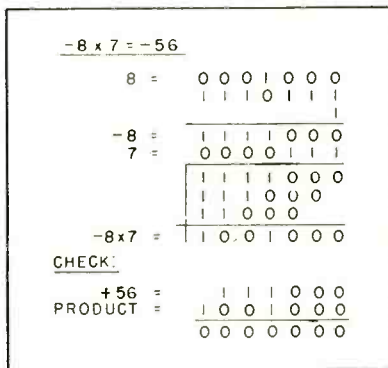 -8 x 7 = -56
8 = 0 0 0 1 0 0 0
1 1 1 0 1 1 1
1
-8 = 1 1 1 1 0 0 0
7 = 0 0 0 0 1 1 1
1 1 1 1 0 0 0
1 1 1 0 0 0
1 1 0 0 0
-8x7 = 1 0 0 1 0 0 0
CHECK:
+56 = 1 1 1 0 0 0
PRODUCT = 1 0 0 1 0 0 0
0 0 0 0 0 0 0